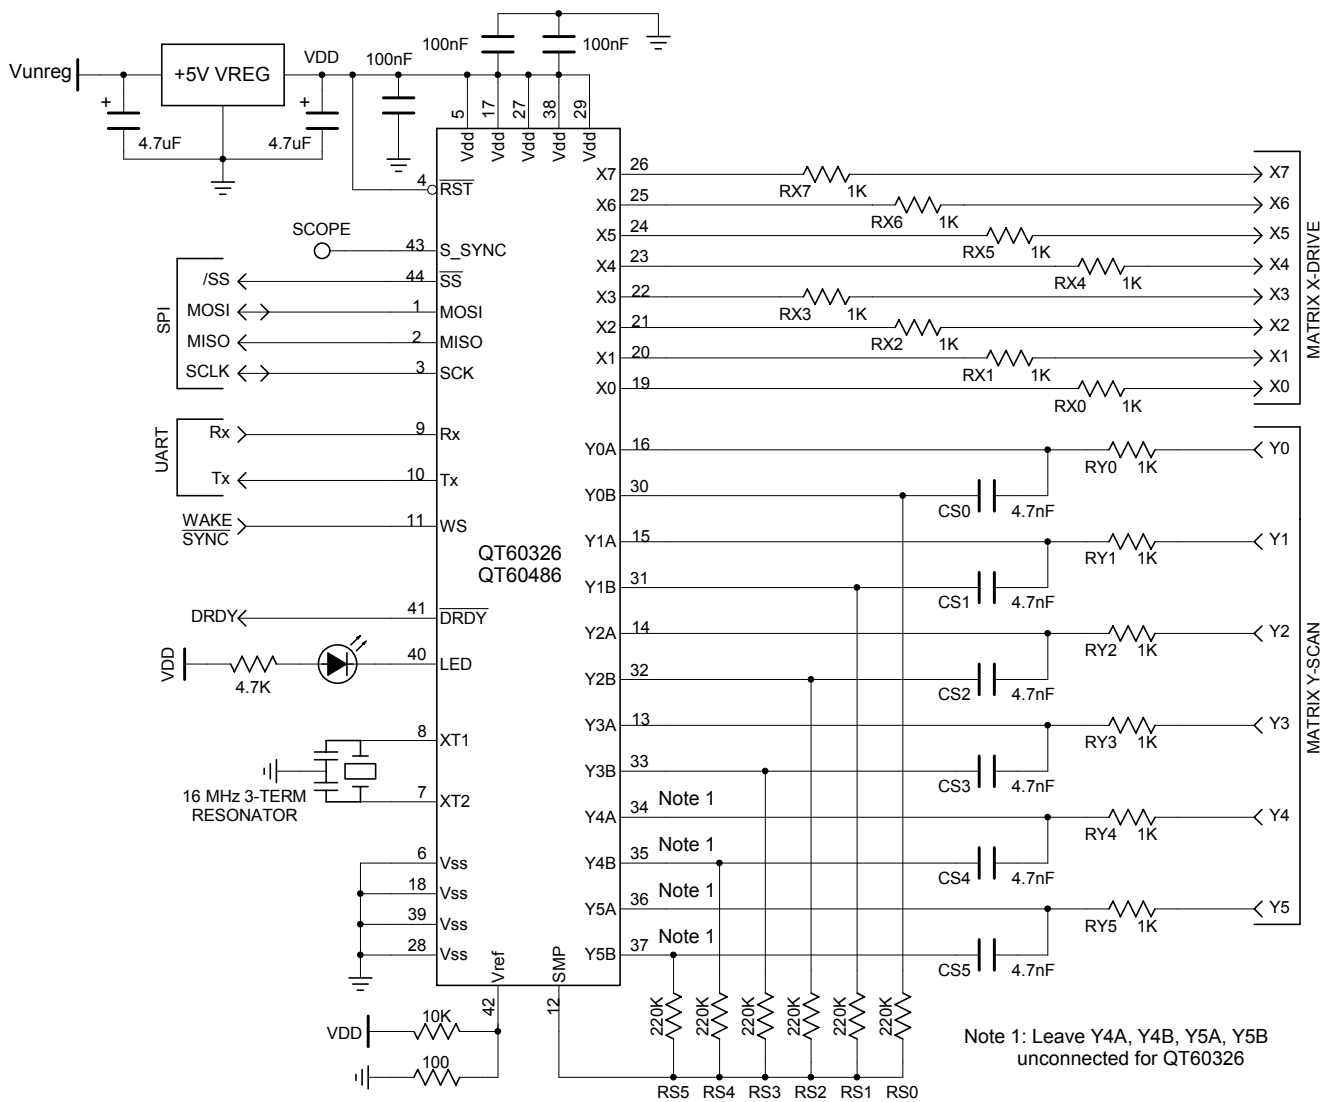 100nF
100nF
Vunreg
+5V VREG
VDD
100nF
+
4.7uF
+
4.7uF
5
17
27
38
29
Vdd
Vdd
Vdd
Vdd
Vdd
4
RST
SCOPE
43
S_SYNC
SPI
/SS
44
SS
MOSI
1
MOSI
MISO
2
MISO
SCLK
3
SCK
UART
Rx
9
Rx
Tx
10
Tx
WAKE
SYNC
11
WS
QT60326
QT60486
DRDY
41
DRDY
VDD
4.7K
40
LED
8
XT1
16 MHz 3-TERM
RESONATOR
7
XT2
6
Vss
18
Vss
39
Vss
28
Vss
Vref
42
SMP
12
VDD
10K
100
X7
26
RX7
1K
X7
X6
25
RX6
1K
X6
X5
24
RX5
1K
X5
X4
23
RX4
1K
X4
X3
22
RX3
1K
X3
X2
21
RX2
1K
X2
X1
20
RX1
1K
X1
X0
19
RX0
1K
X0
MATRIX X-DRIVE
Y0A
16
RY0
1K
Y0
Y0B
30
CS0
4.7nF
Y1A
15
RY1
1K
Y1
Y1B
31
CS1
4.7nF
Y2A
14
RY2
1K
Y2
Y2B
32
CS2
4.7nF
Y3A
13
RY3
1K
Y3
Y3B
33
CS3
4.7nF
Y4A
34
Note 1
RY4
1K
Y4
Y4B
35
Note 1
CS4
4.7nF
Y5A
36
Note 1
RY5
1K
Y5
Y5B
37
Note 1
CS5
4.7nF
MATRIX Y-SCAN
220K
220K
220K
220K
220K
220K
RS5
RS4
RS3
RS2
RS1
RS0
Note 1: Leave Y4A, Y4B, Y5A, Y5B
unconnected for QT60326